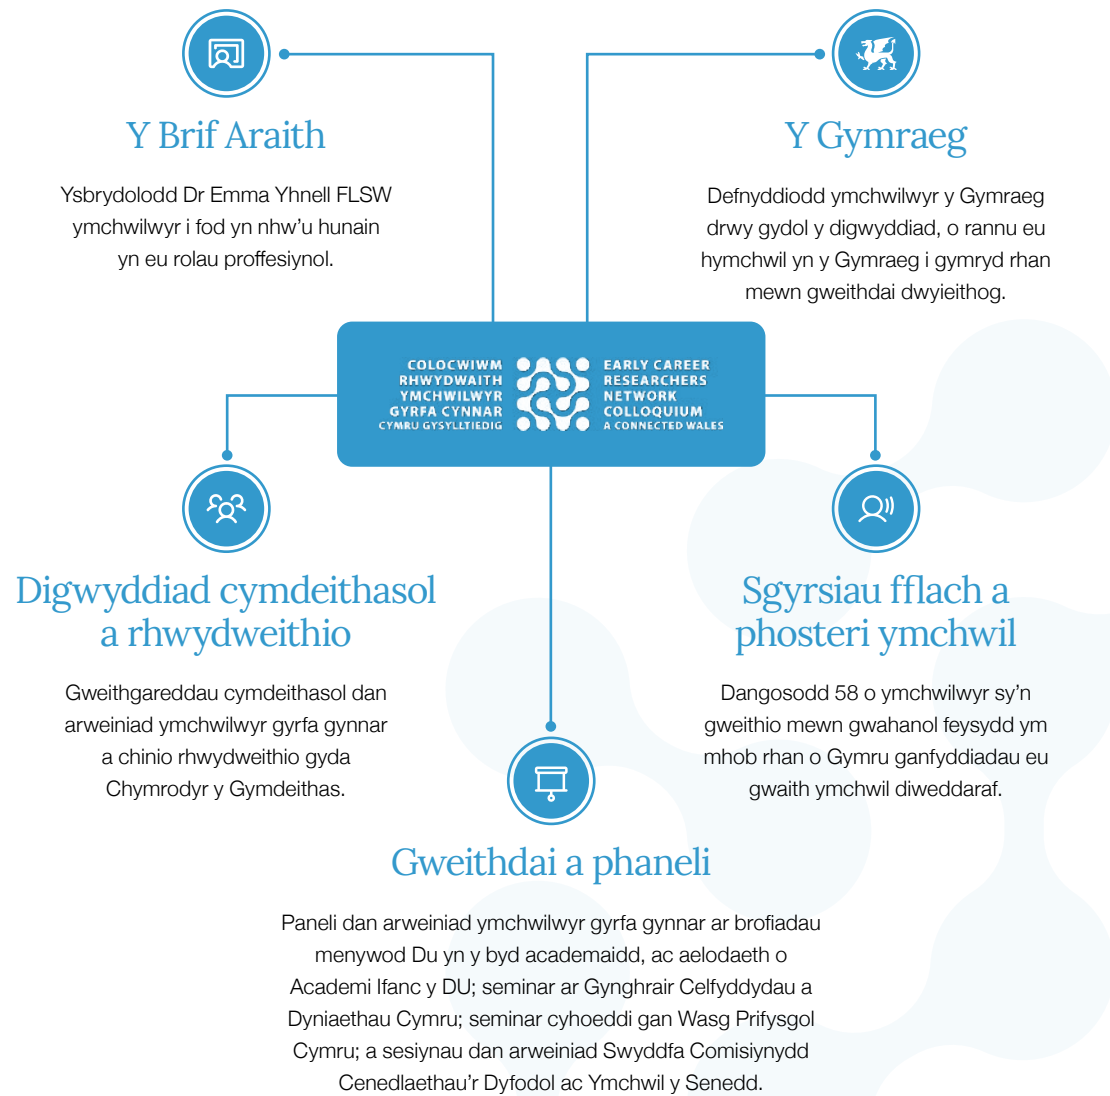 Y Brif Araith
Ysbrydolodd Dr Emma Yhnell FLSW
ymchwilwyr i fod yn nhw'u hunain
yn eu rolau proffesiynol.
Y Gymraeg
Defnyddiodd ymchwilwyr y Gymraeg
drwy gydol y digwyddiad, o rannu eu
hymchwil yn y Gymraeg i gymryd rhan
mewn gweithdai dwyieithog.
COLOCWIWM
RHWYDWAITH
YMCHWILWYR
GYRFA CYNNAR
CYMRU GYSYLLTIEDIG
EARLY CAREER
RESEARCHERS
NETWORK
COLLOQUIUM
A CONNECTED WALES
Digwyddiad cymdeithasol
a rhwydweithio
Gweithgareddau cymdeithasol dan
arweiniad ymchwilwyr gyrfa gynnar
a chinio rhwydweithio gyda
Chymrodyr y Gymdeithas.
Sgyrsiau fflach a
phosteri ymchwil
Dangosodd 58 o ymchwilwyr sy'n
gweithio mewn gwahanol feysydd ym
mhob rhan o Gymru ganfyddiadau eu
gwaith ymchwil diweddaraf.
Gweithdai a phaneli
Paneli dan arweiniad ymchwilwyr gyrfa gynnar ar brofiadau
menywod Du yn y byd academaidd, ac aelodaeth o
Academi Ifanc y DU; seminar ar Gynghrair Celfyddydau a
Dyniaethau Cymru; seminar cyhoeddi gan Wasg Prifysgol
Cymru; a sesiynau dan arweiniad Swyddfa Comisiynydd
Cenedlaethau'r Dyfodol ac Ymchwil y Senedd.